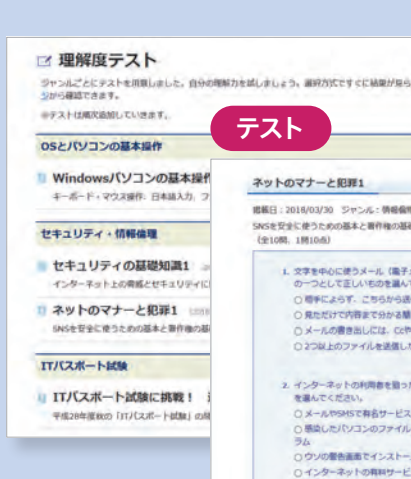 理解度テスト
ジャンルごとにテストを用意しました。自分の理解力を試しましょう。選択方式ですぐに結果が見ら
から確認できます。
※テストは順次追加していきます。
テスト
OSとパソコンの基本操作
Windowsパソコンの基本操作
キーボード・マウス操作、日本語入力、フ
セキュリティ・情報倫理
セキュリティの基礎知識1
インターネット上の脅威とセキュリティに
ネットのマナーと犯罪1
SNSを安全に使うための基本と著作権の基
ITパスポート試験
ITパスポート試験に挑戦!
平成28年度秋の「ITパスポート試験」の
ネットのマナーと犯罪1
掲載日:2018/03/30 ジャンル:情報倫理
SNSを安全に使うための基本と著作権の基礎
(全10問、1問10点)
1. 文字を中心に使うメール(電子
の一つとして正しいものを選んで
相手によらず、こちらから送
見ただけで内容まで分かる簡
メールの書き出しには、Cc作
2つ以上のファイルを送信した
2. インターネットの利用者を狙った
を選んでください。
メールやSMSで有名サービス
感染したパソコンのファイル
ラム
ウソの警告画面でインストー
インターネットの有料サービ